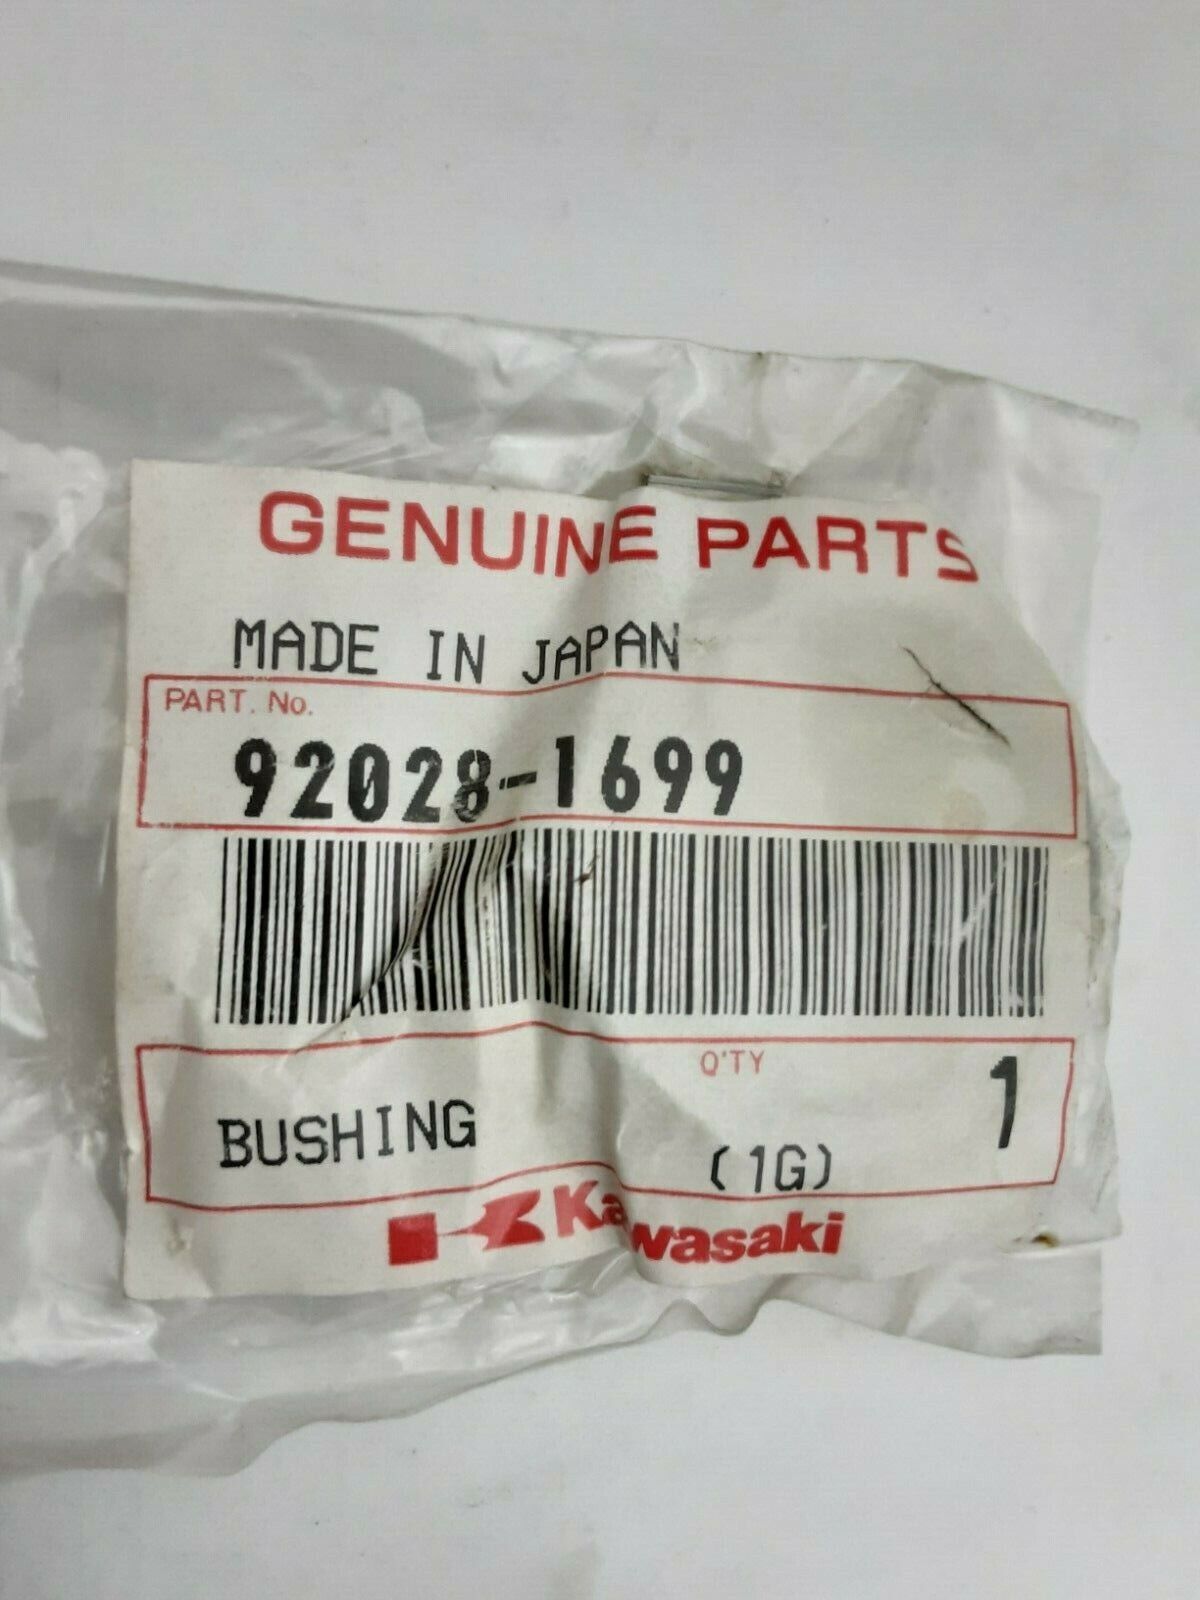 GENUINE PARTS
MADE IN JAPAN
PART. No.
92028-1699
Q'TY
1
BUSHING
(1G)
Kawasaki